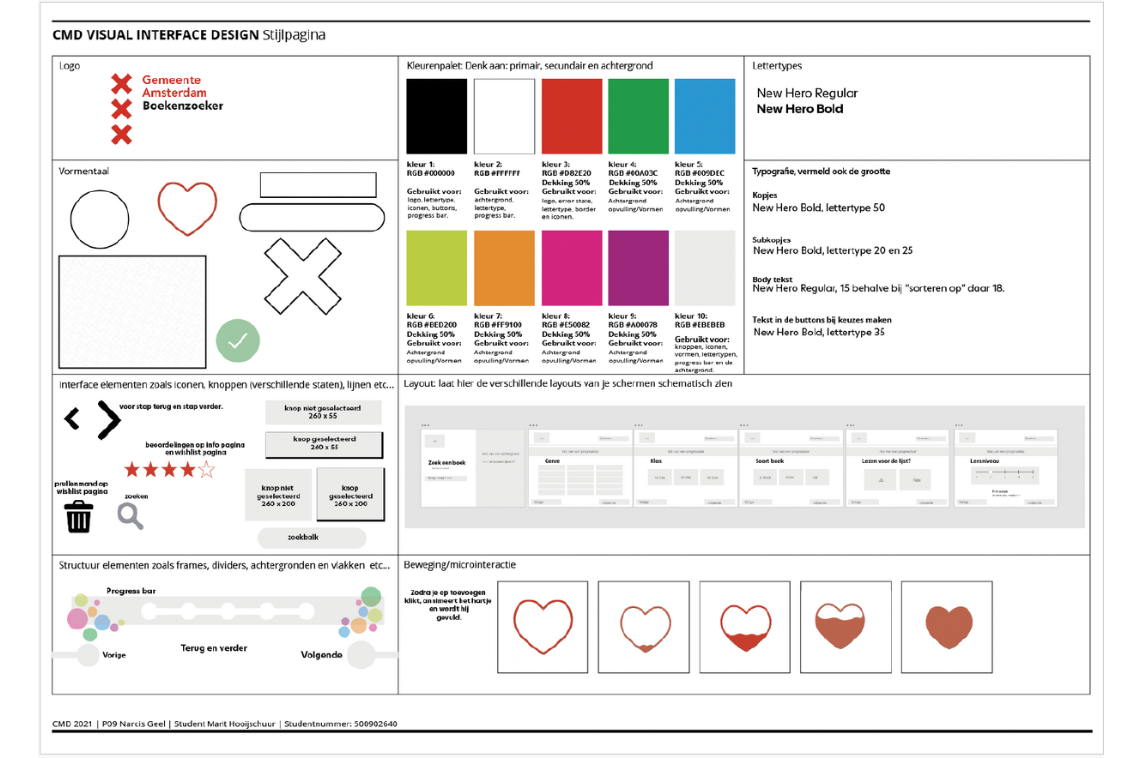 CMD VISUAL INTERFACE DESIGN Stijlpagina
Logo
Gemeente
Amsterdam
Boekenzoeker
Vormentaal
Kleurenpalet: Denk aan: primair, secundair en achtergrond
kleur 1:
RGB #000000
Gebruikt voor:
logo, lettertype,
iconen, buttons,
progress bar.
kleur 2:
RGB #FFFFFF
Gebruikt voor:
achtergrond,
lettertype,
progress bar.
kleur 3:
RGB #D82E20
Dekking 50%
Gebruikt voor:
logo, error state,
lettertype, border
en iconen.
kleur 4:
RGB #00A03C
Dekking 50%
Gebruikt voor:
Achtergrond
opvulling/Vormen
kleur 5:
RGB #009DEC
Dekking 50%
Gebruikt voor:
Achtergrond
opvulling/Vormen
kleur 6:
RGB #BED200
Dekking 50%
Gebruikt voor:
Achtergrond
opvulling/Vormen
kleur 7:
RGB #FF9100
Dekking 50%
Gebruikt voor:
Achtergrond
opvulling/Vormen
kleur 8:
RGB #E50082
Dekking 50%
Gebruikt voor:
Achtergrond
opvulling/Vormen
kleur 9:
RGB #A00078
Dekking 50%
Gebruikt voor:
Achtergrond
opvulling/Vormen
kleur 10:
RGB #EBEBEB
Gebruikt voor:
knoppen, iconen,
vormen, lettertypen,
progress bar en de
achtergrond.
Lettertypes
New Hero Regular
New Hero Bold
Typografie, vermeld ook de grootte
Kopjes
New Hero Bold, lettertype 50
Subkopjes
New Hero Bold, lettertype 20 en 25
Body tekst
New Hero Regular, 15 behalve bij "sorteren op" daar 18.
Tekst in de buttons bij keuzes maken
New Hero Bold, lettertype 35
Interface elementen zoals iconen, knoppen (verschillende staten), lijnen etc...
voor stap terug en stap verder.
beoordelingen op info pagina
en wishlist pagina
prullenmand op
wishlist pagina
zoeken
knop niet geselecteerd
260 x 55
knop geselecteerd
260 x 55
knop niet
geselecteerd
260 x 200
knop
geselecteerd
260 x 200
zoekbalk
Layout: laat hier de verschillende layouts van je schermen schematisch zien
Zoek een boek
Genre
Klas
Soort boek
Lezen voor de lijst?
Leesniveau
Structuur elementen zoals frames, dividers, achtergronden en vlakken etc...
Progress bar
Vorige
Terug en verder
Volgende
Beweging/microinteractie
Zodra je op toevoegen
klikt, animeert het hartje
en wordt hij
gevuld.
CMD 2021 | P09 Narcis Geel | Student Marit Hooijschuur | Studentnummer: 500902640